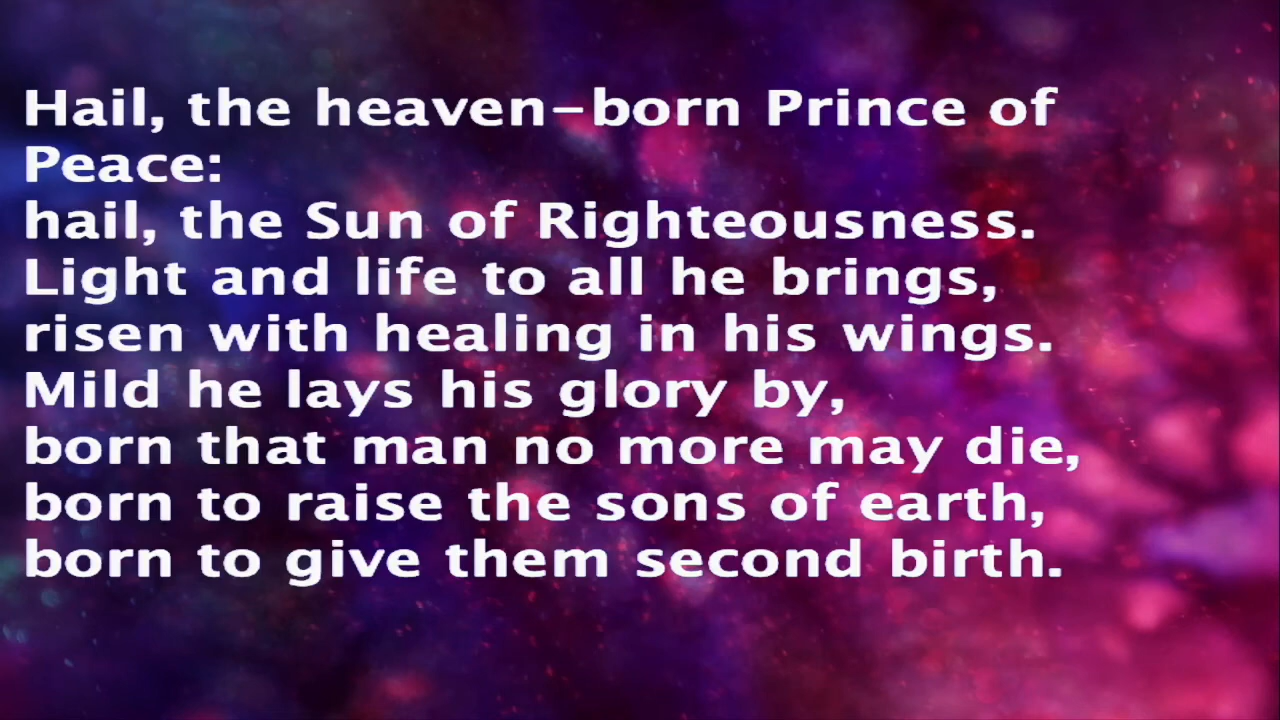 Hail, the heaven-born Prince of
Peace:
hail, the Sun of Righteousness.
Light and life to all he brings,
risen with healing in his wings.
Mild he lays his glory by,
born that man no more may die,
born to raise the sons of earth,
born to give them second birth.